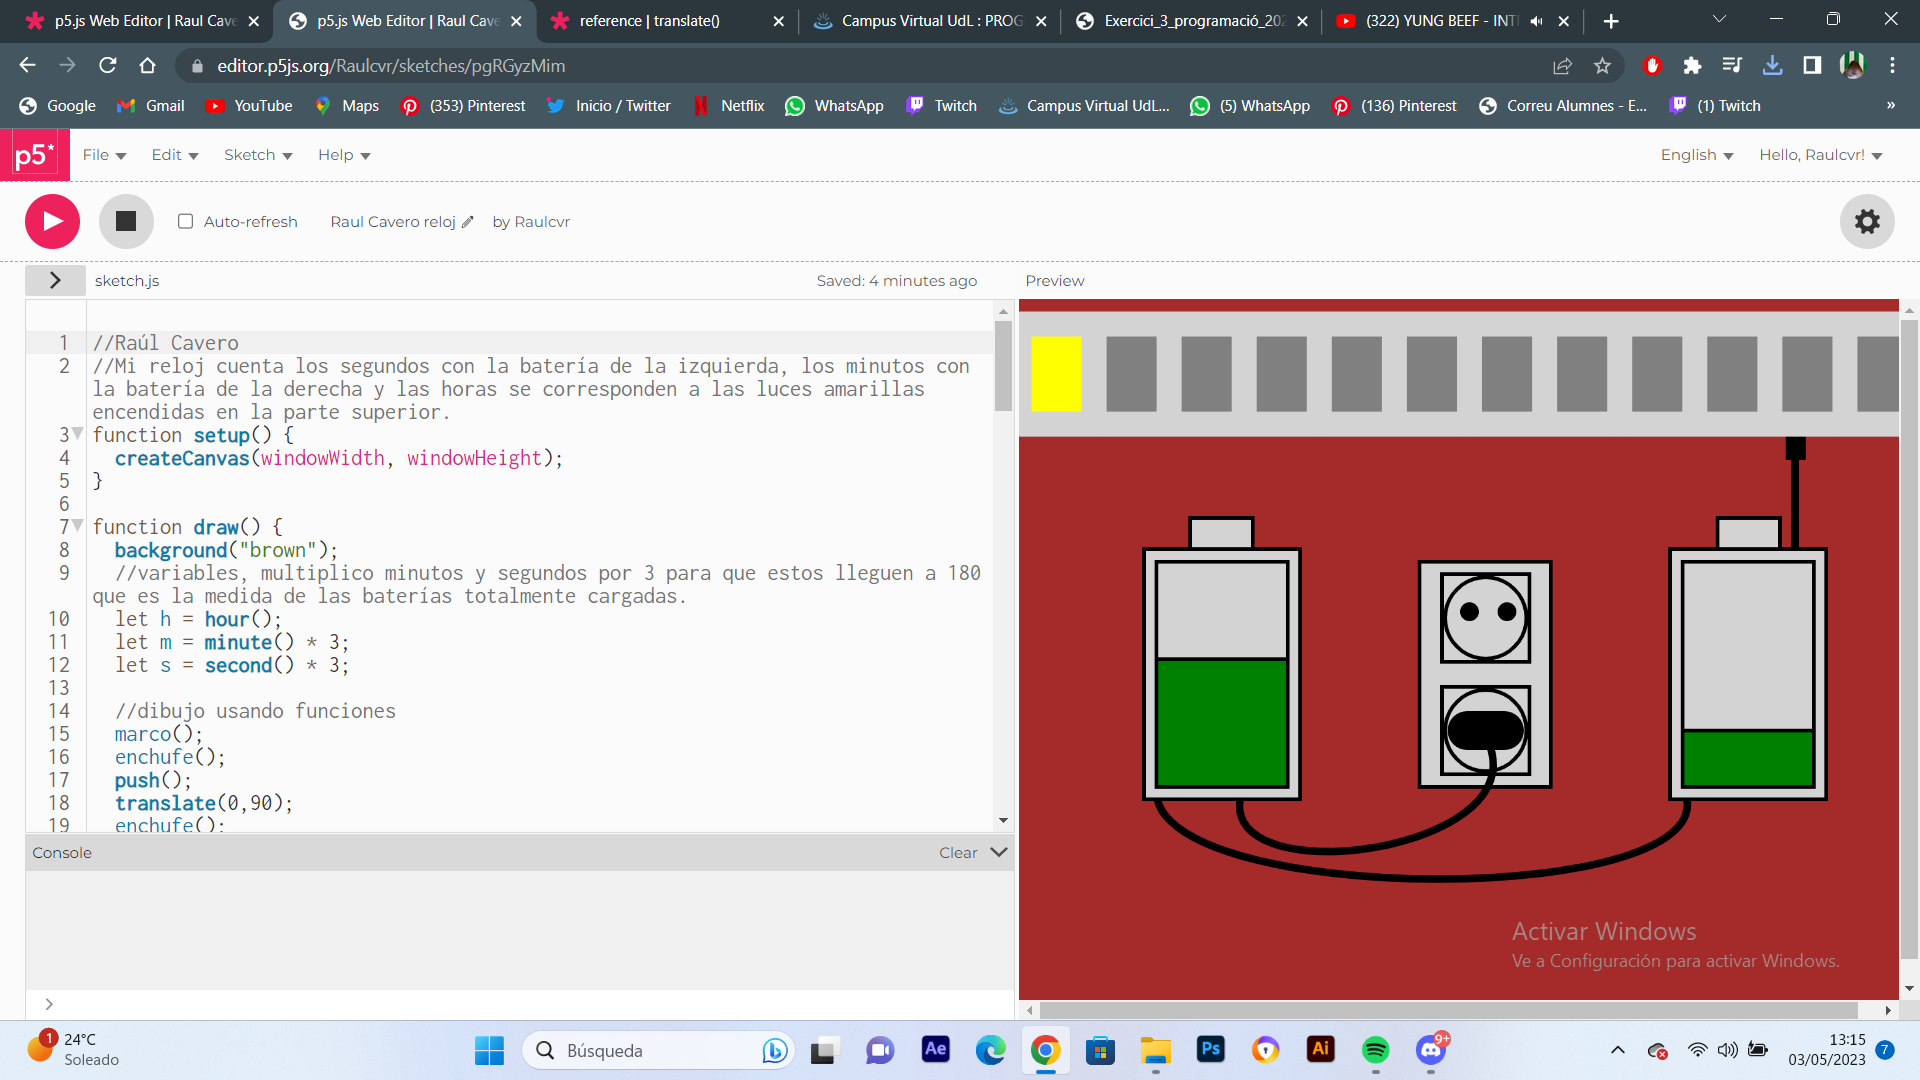 p5.js Web Editor | Raul Cave
p5.js Web Editor | Raul Cave
reference | translate()
Campus Virtual UdL : PROG
Exercici_3_programació_202
(322) YUNG BEEF - INT
editor.p5js.org/Raulcvr/sketches/pgRGyzMim
Google
Gmail
YouTube
Maps
(353) Pinterest
Inicio / Twitter
Netflix
WhatsApp
Twitch
Campus Virtual UdL...
(5) WhatsApp
(136) Pinterest
Correu Alumnes - E...
(1) Twitch
»
p5*
File
Edit
Sketch
Help
English
Hello, Raulcvr!
Auto-refresh
Raul Cavero reloj
by Raulcvr
sketch.js
Saved: 4 minutes ago
Preview
1 //Raúl Cavero
2 //Mi reloj cuenta los segundos con la batería de la izquierda, los minutos con
la batería de la derecha y las horas se corresponden a las luces amarillas
encendidas en la parte superior.
3 function setup() {
4 createCanvas(windowWidth, windowHeight);
5 }
6
7 function draw() {
8 background("brown");
9 //variables, multiplico minutos y segundos por 3 para que estos lleguen a 180
que es la medida de las baterías totalmente cargadas.
10 let h = hour();
11 let m = minute() * 3;
12 let s = second() * 3;
13
14 //dibujo usando funciones
15 marco();
16 enchufe();
17 push();
18 translate(0,90);
19 enchufe();
Console
Clear
>
Activar Windows
Ve a Configuración para activar Windows.
1
24°C
Soleado
Búsqueda
Ae
Ps
Ai
9+
13:15
03/05/2023
7